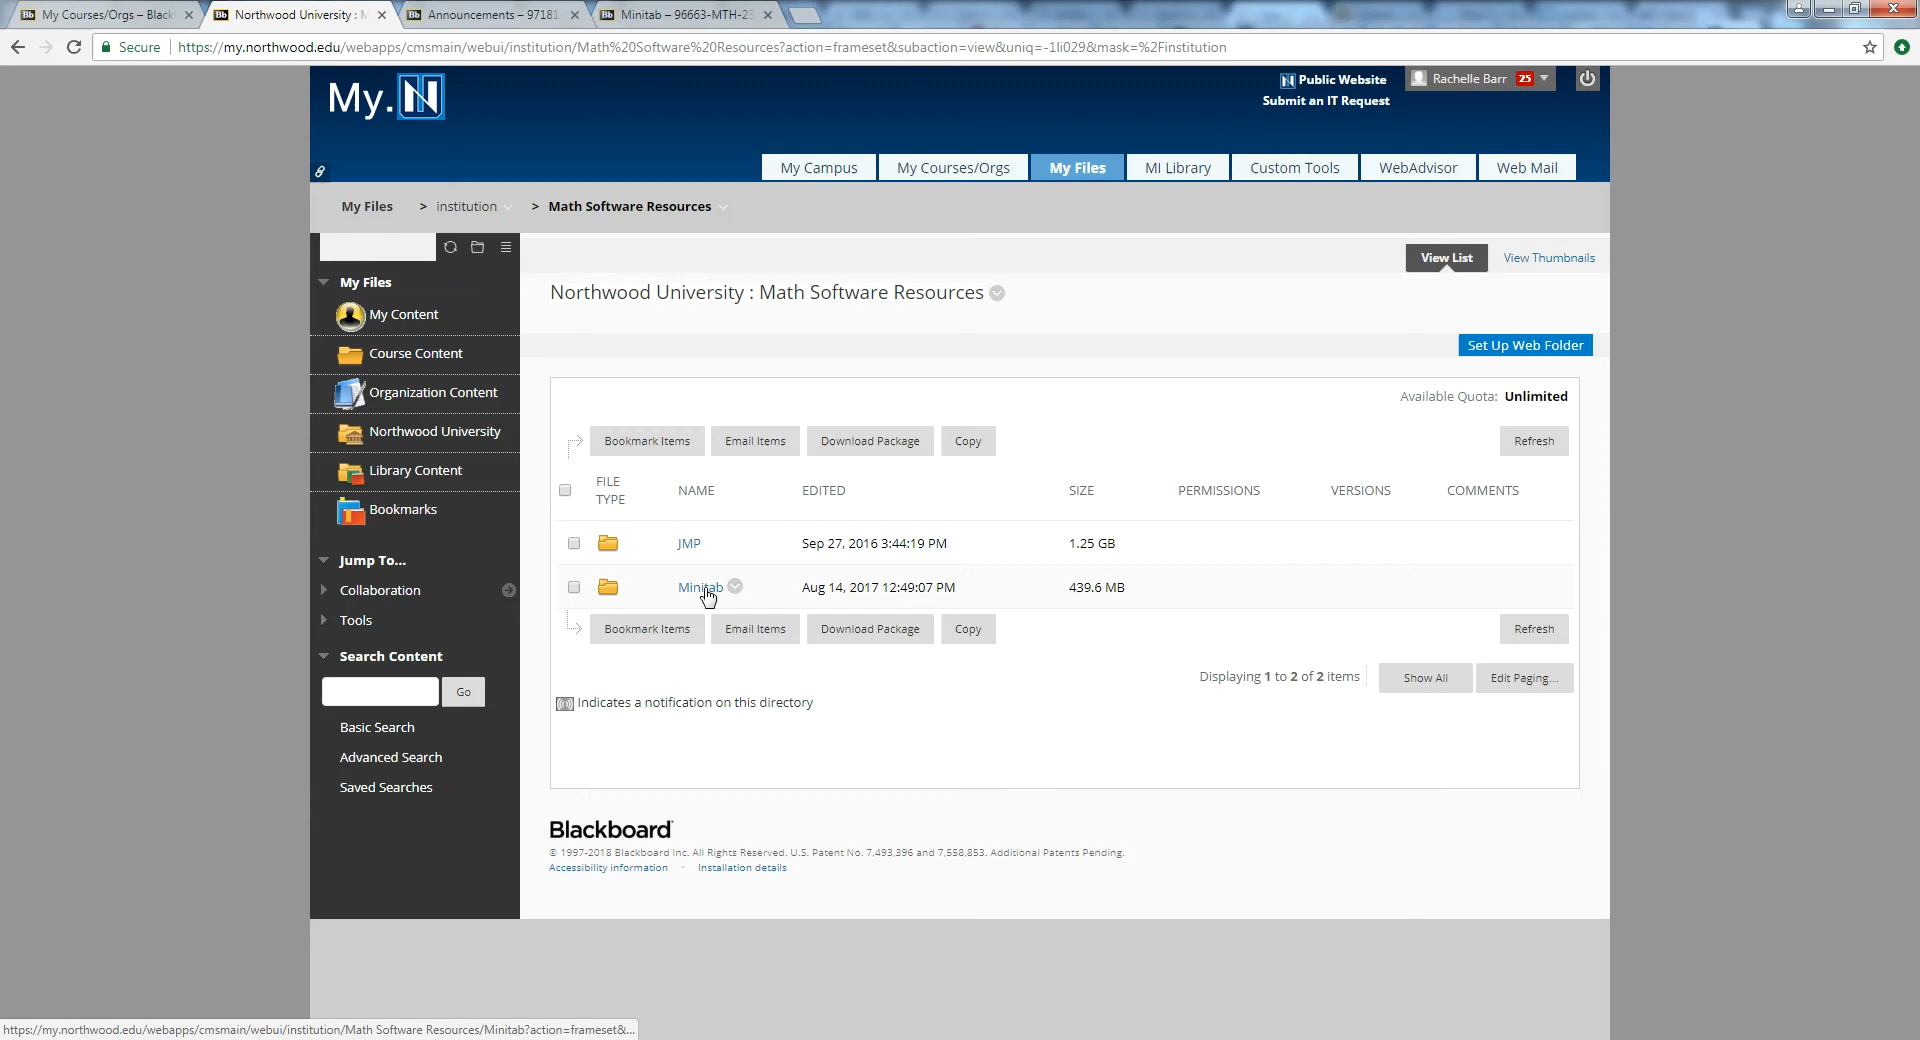 My Courses/Orgs – Black
Northwood University : M
Announcements – 97181
Minitab – 96663-MTH-23
Secure
https://my.northwood.edu/webapps/cmsmain/webui/institution/Math%20Software%20Resources?action=frameset&subaction=view&uniq=-1li029&mask=%2Finstitution
My.N
Public Website
Submit an IT Request
Rachelle Barr 25
My Campus
My Courses/Orgs
My Files
MI Library
Custom Tools
WebAdvisor
Web Mail
My Files > institution > Math Software Resources
My Files
My Content
Course Content
Organization Content
Northwood University
Library Content
Bookmarks
Jump To...
Collaboration
Tools
Search Content
Go
Basic Search
Advanced Search
Saved Searches
View List
View Thumbnails
Northwood University : Math Software Resources
Set Up Web Folder
Available Quota: Unlimited
Bookmark Items
Email Items
Download Package
Copy
Refresh
FILE TYPE
NAME
EDITED
SIZE
PERMISSIONS
VERSIONS
COMMENTS
JMP Sep 27, 2016 3:44:19 PM 1.25 GB
Minitab Aug 14, 2017 12:49:07 PM 439.6 MB
Bookmark Items
Email Items
Download Package
Copy
Refresh
Displaying 1 to 2 of 2 items
Show All
Edit Paging...
Indicates a notification on this directory
Blackboard
© 1997-2018 Blackboard Inc. All Rights Reserved. U.S. Patent No. 7,493,396 and 7,558,853. Additional Patents Pending.
Accessibility information · Installation details
https://my.northwood.edu/webapps/cmsmain/webui/institution/Math Software Resources/Minitab?action=frameset&...